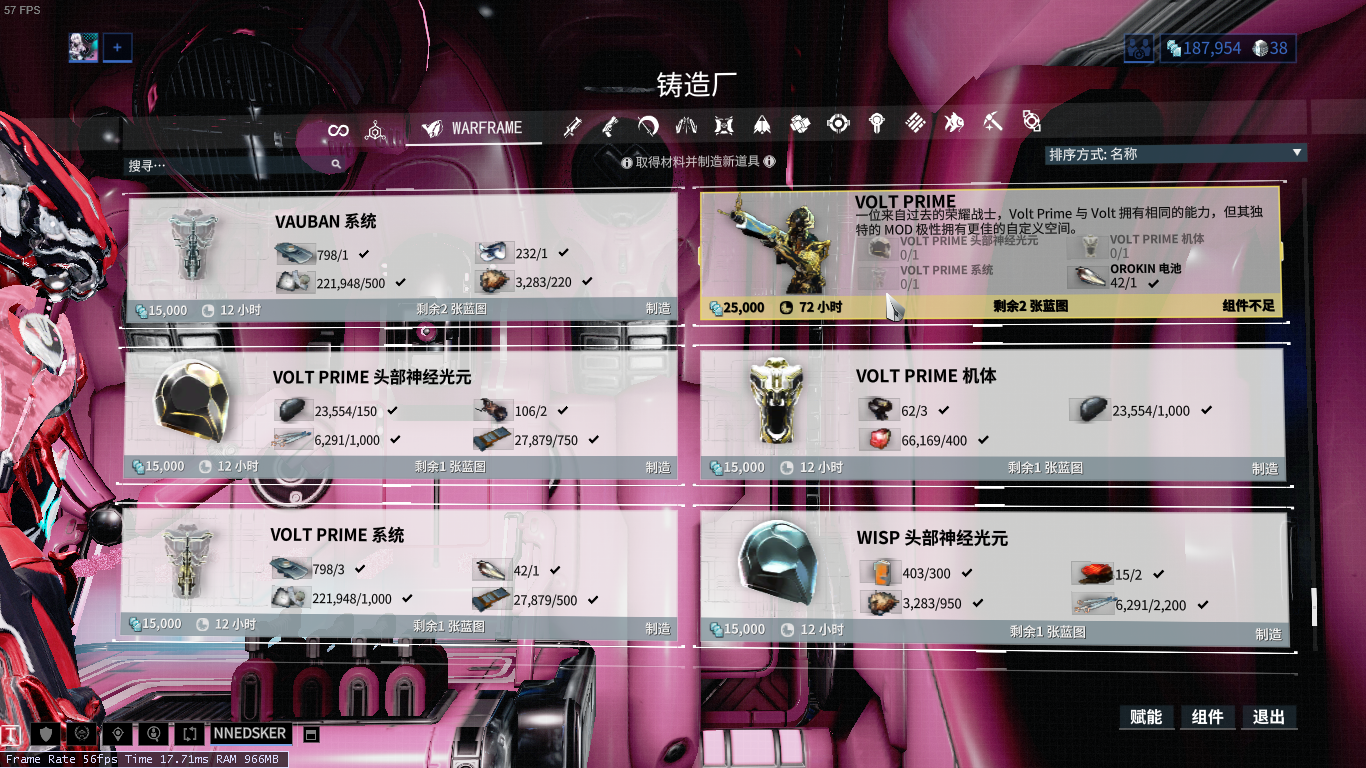 57 FPS
+
187,954
38
铸造厂
WARFRAME
搜寻…
取得材料并制造新道具
排序方式: 名称
VAUBAN 系统
798/1
232/1
221,948/500
3,283/220
15,000
12 小时
剩余2 张蓝图
制造
VOLT PRIME
一位来自过去的荣耀战士，Volt Prime 与 Volt 拥有相同的能力，但其独
特的 MOD 极性拥有更佳的自定义空间。
VOLT PRIME 头部神经光元
0/1
VOLT PRIME 机体
0/1
VOLT PRIME 系统
0/1
OROKIN 电池
42/1
25,000
72 小时
剩余2 张蓝图
组件不足
VOLT PRIME 头部神经光元
23,554/150
106/2
6,291/1,000
27,879/750
15,000
12 小时
剩余1 张蓝图
制造
VOLT PRIME 机体
62/3
23,554/1,000
66,169/400
15,000
12 小时
剩余1 张蓝图
制造
VOLT PRIME 系统
798/3
42/1
221,948/1,000
27,879/500
15,000
12 小时
剩余1 张蓝图
制造
WISP 头部神经光元
403/300
15/2
3,283/950
6,291/2,200
15,000
12 小时
剩余1 张蓝图
制造
赋能
组件
退出
NNEDSKER
Frame Rate 56fps Time 17.71ms RAM 966MB